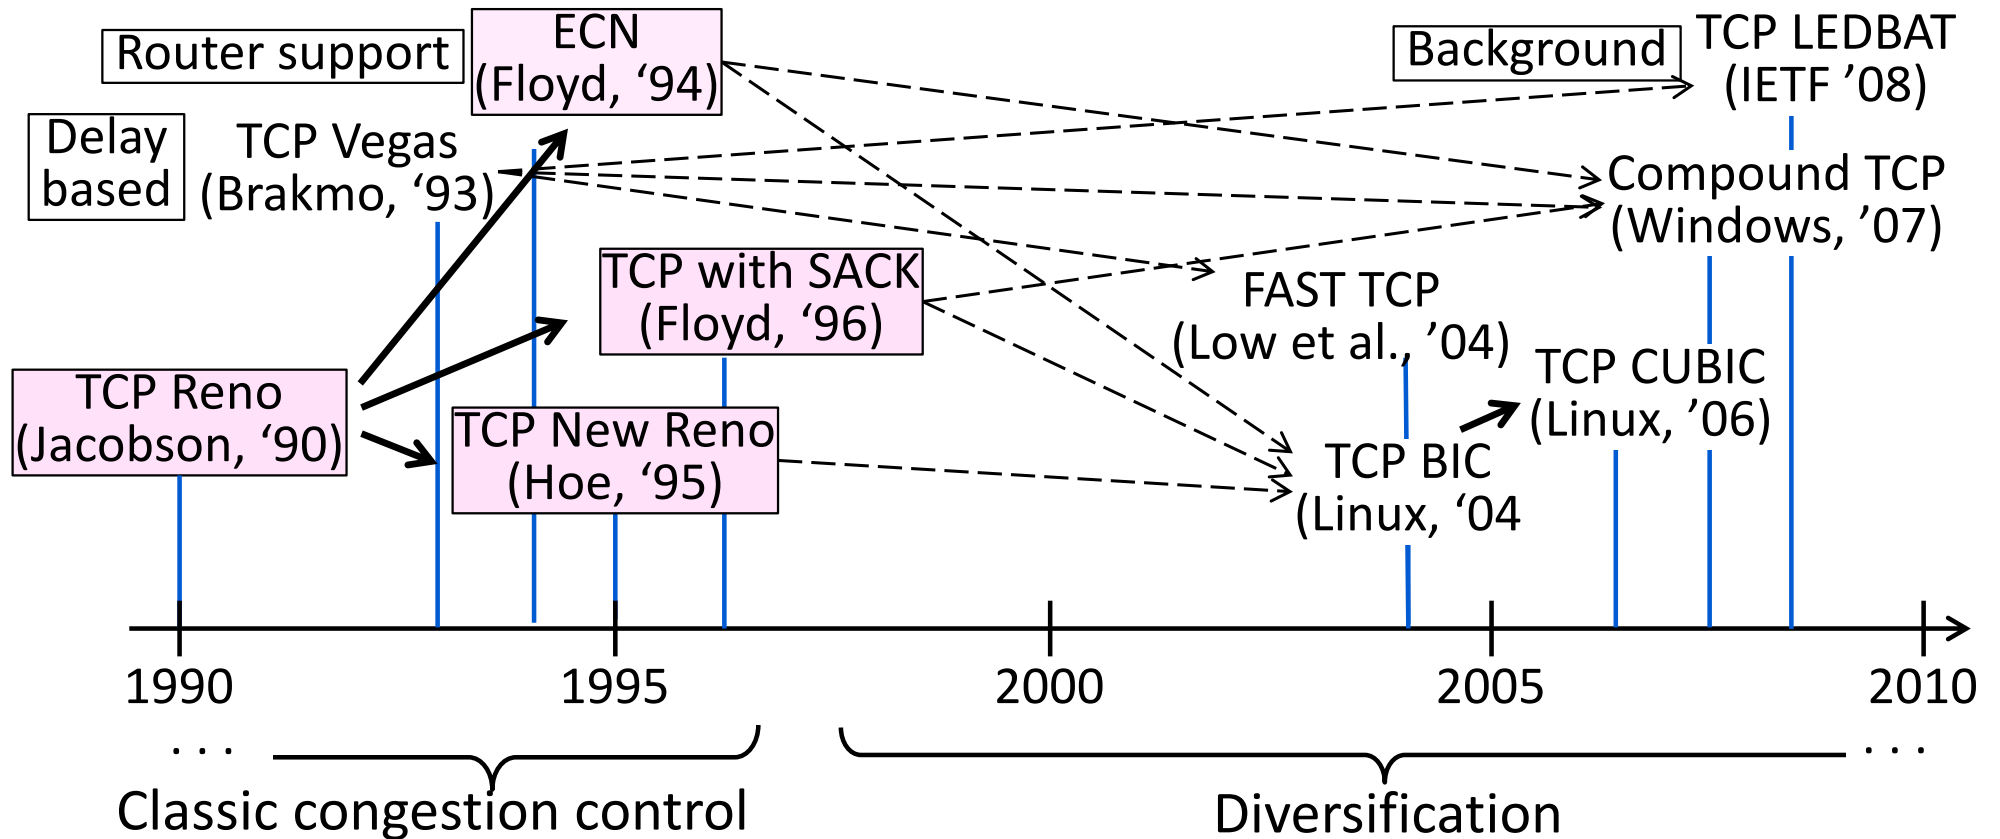 Router support
ECN
(Floyd, ‘94)
Background
TCP LEDBAT
(IETF ’08)
Delay
based
TCP Vegas
(Brakmo, ‘93)
Compound TCP
(Windows, ’07)
TCP with SACK
(Floyd, ‘96)
FAST TCP
(Low et al., ’04)
TCP Reno
(Jacobson, ‘90)
TCP New Reno
(Hoe, ‘95)
TCP CUBIC
(Linux, ’06)
TCP BIC
(Linux, ‘04
1990
1995
2000
2005
2010
. . .
. . .
Classic congestion control
Diversification